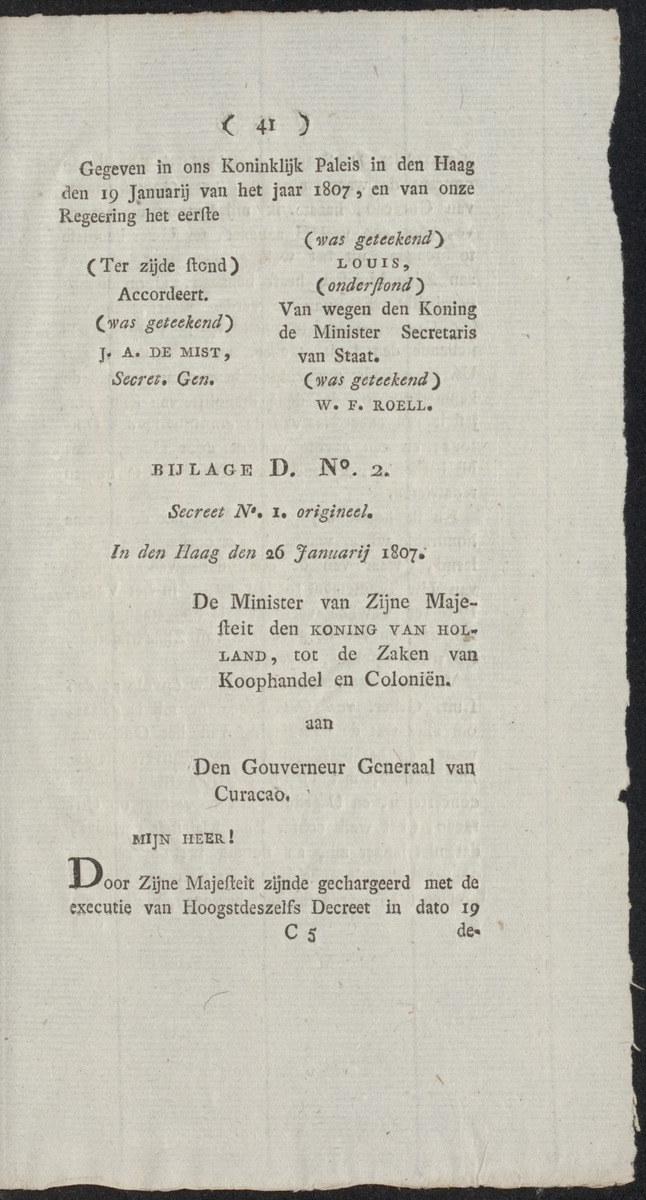 ( 41 )
Gegeven in ons Koninklijk Paleis in den Haag
den 19 Januarij van het jaar 1807, en van onze
Regeering het eerſte
(was geteekend)
LOUIS,
(onderſtond)
Van wegen den Koning
de Minister Secretaris
van Staat.
(was geteekend)
W. F. ROELL.
(Ter zijde ſtond)
Accordeert.
(was geteekend)
J. A. DE MIST,
Secret. Gen.
BIJLAGE D. No. 2.
Secreet No. 1. origineel.
In den Haag den 26 Januarij 1807.
De Minister van Zijne Maje-
ſteit den KONING VAN HOL-
LAND, tot de Zaken van
Koophandel en Coloniën.
aan
Den Gouverneur Generaal van
Curacao.
MIJN HEER!
Door Zijne Majeſteit zijnde gechargeerd met de
executie van Hoogstdeszelfs Decreet in dato 19
C 5 de-